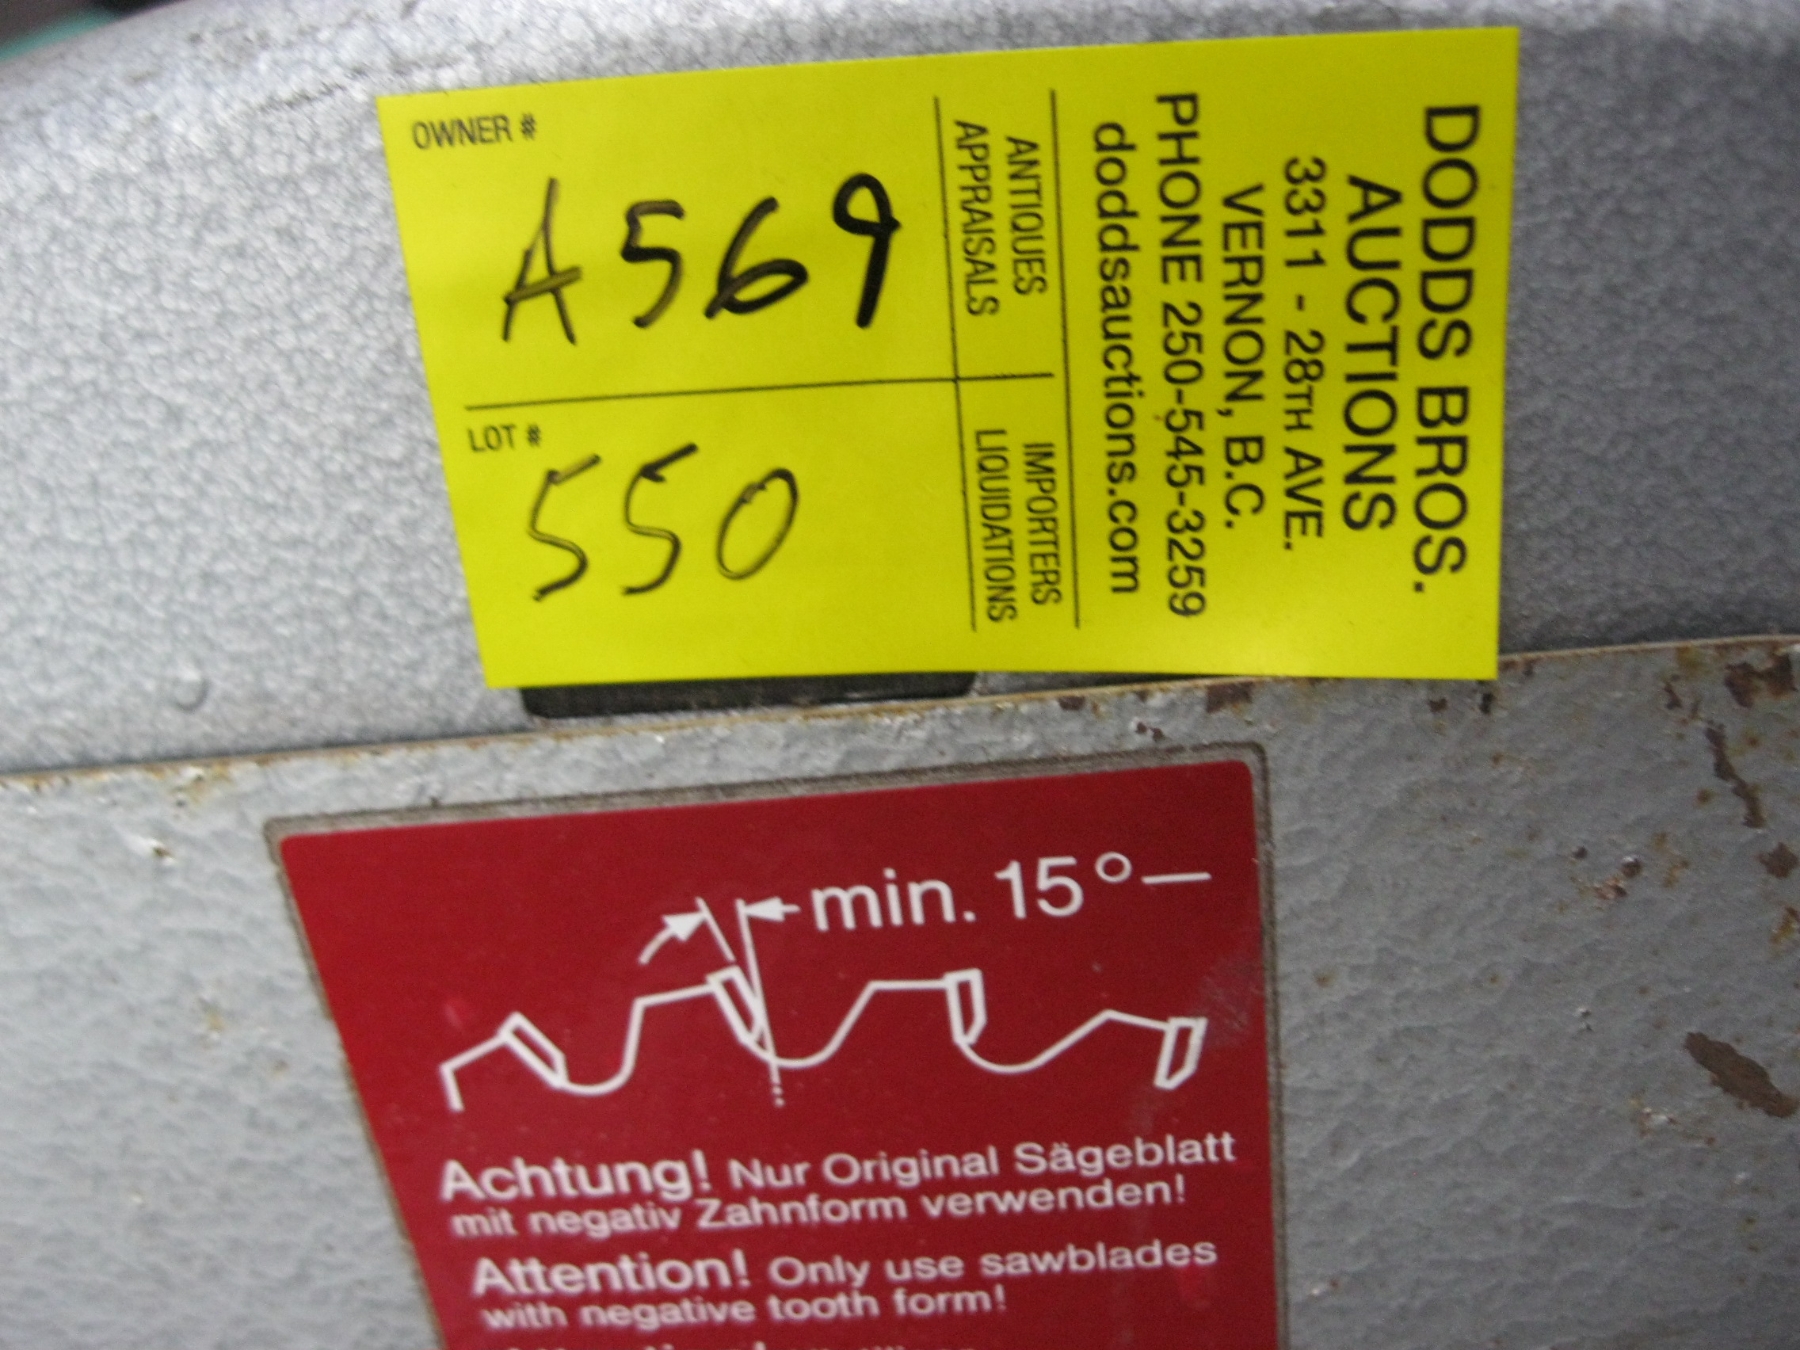 DODDS BROS.
AUCTIONS
3311 - 28TH AVE.
VERNON, B.C.
PHONE 250-545-3259
doddsauctions.com
ANTIQUES
APPRAISALS
IMPORTERS
LIQUIDATIONS
OWNER #
A569
LOT #
550
min. 15°
Achtung! Nur Original Sägeblatt
mit negativ Zahnform verwenden!
Attention! Only use sawblades
with negative tooth form!